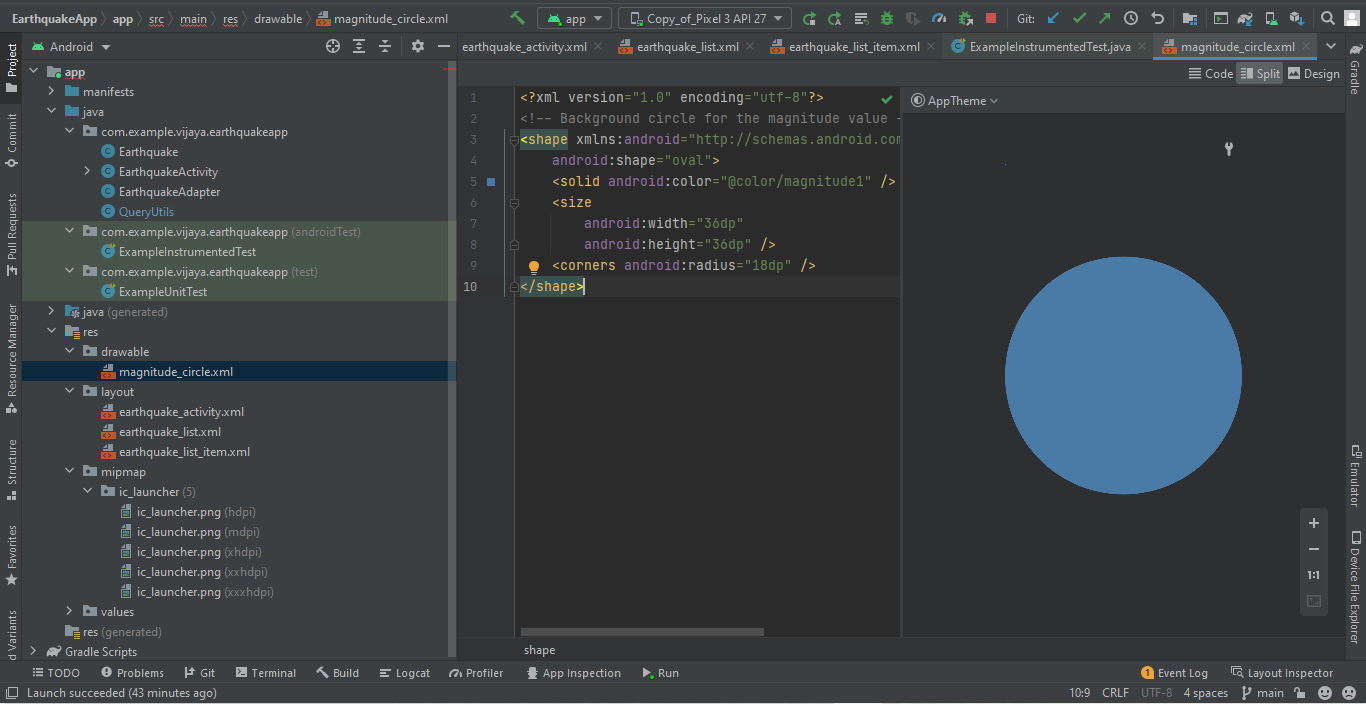 EarthquakeApp app src main res drawable magnitude_circle.xml app Copy_of_Pixel 3 API 27 Git:
Project
Commit
Pull Requests
Resource Manager
Structure
Favorites
d Variants
Android
app
manifests
java
com.example.vijaya.earthquakeapp
Earthquake
EarthquakeActivity
EarthquakeAdapter
QueryUtils
com.example.vijaya.earthquakeapp (androidTest)
ExampleInstrumentedTest
com.example.vijaya.earthquakeapp (test)
ExampleUnitTest
java (generated)
res
drawable
magnitude_circle.xml
layout
earthquake_activity.xml
earthquake_list.xml
earthquake_list_item.xml
mipmap
ic_launcher (5)
ic_launcher.png (hdpi)
ic_launcher.png (mdpi)
ic_launcher.png (xhdpi)
ic_launcher.png (xxhdpi)
ic_launcher.png (xxxhdpi)
values
res (generated)
Gradle Scripts
earthquake_activity.xml earthquake_list.xml earthquake_list_item.xml ExampleInstrumentedTest.java magnitude_circle.xml
Code Split Design
1 <?xml version="1.0" encoding="utf-8"?>
2 <!-- Background circle for the magnitude value -
3 <shape xmlns:android="http://schemas.android.com
4 android:shape="oval">
5 <solid android:color="@color/magnitude1" />
6 <size
7 android:width="36dp"
8 android:height="36dp" />
9 <corners android:radius="18dp" />
10 </shape>
shape
AppTheme
1:1
Gradle
Emulator
Device File Explorer
TODO Problems Git Terminal Build Logcat Profiler App Inspection Run 1 Event Log Layout Inspector
Launch succeeded (43 minutes ago) 10:9 CRLF UTF-8 4 spaces main